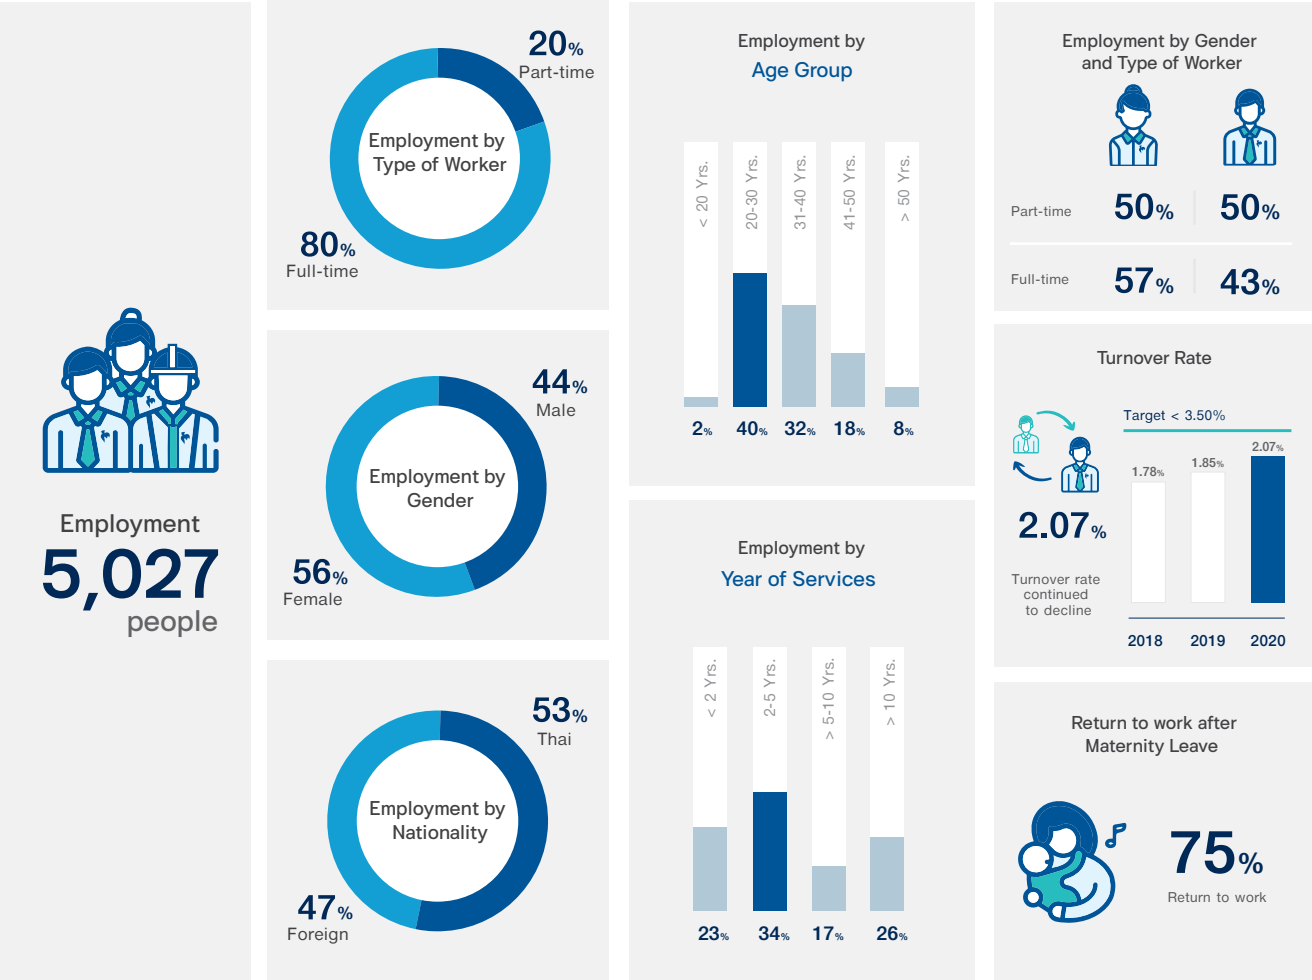 Employment
5,027
people
20%
Part-time
Employment by
Type of Worker
80%
Full-time
44%
Male
Employment by
Gender
56%
Female
53%
Thai
Employment by
Nationality
47%
Foreign
Employment by
Age Group
< 20 Yrs.
20-30 Yrs.
31-40 Yrs.
41-50 Yrs.
> 50 Yrs.
2% 40% 32% 18% 8%
Employment by
Year of Services
< 2 Yrs.
2-5 Yrs.
> 5-10 Yrs.
> 10 Yrs.
23% 34% 17% 26%
Employment by Gender
and Type of Worker
Part-time 50% 50%
Full-time 57% 43%
Turnover Rate
Target < 3.50%
1.78% 1.85% 2.07%
2.07%
Turnover rate
continued
to decline
2018 2019 2020
Return to work after
Maternity Leave
75%
Return to work